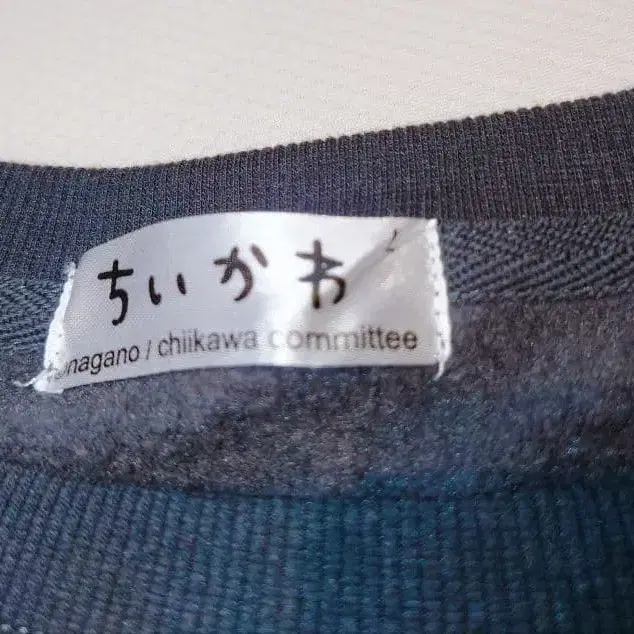 ちいかわ
nagano / chiikawa committee